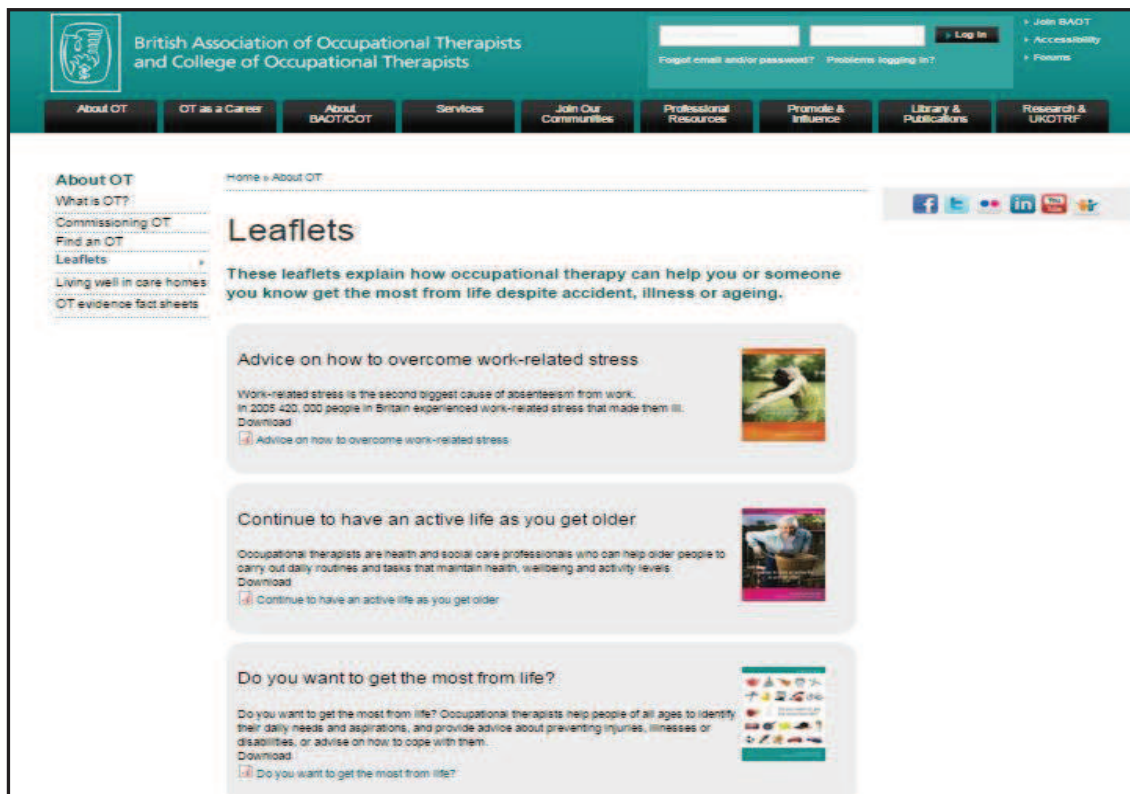 British Association of Occupational Therapists
and College of Occupational Therapists
Log In
Forgot email and/or password? Problems logging in?
Join BAOT
Accessibility
Forums
About OT
OT as a Career
About
BAOT/COT
Services
Join Our
Communities
Professional
Resources
Promote &
Influence
Library &
Publications
Research &
UKOTRF
About OT
What is OT?
Commissioning OT
Find an OT
Leaflets
Living well in care homes
OT evidence fact sheets
Home » About OT
Leaflets
These leaflets explain how occupational therapy can help you or someone
you know get the most from life despite accident, illness or ageing.
Advice on how to overcome work-related stress
Work-related stress is the second biggest cause of absenteeism from work.
In 2005 420, 000 people in Britain experienced work-related stress that made them ill.
Download
Advice on how to overcome work-related stress
Continue to have an active life as you get older
Occupational therapists are health and social care professionals who can help older people to
carry out daily routines and tasks that maintain health, wellbeing and activity levels
Download
Continue to have an active life as you get older
Do you want to get the most from life?
Do you want to get the most from life? Occupational therapists help people of all ages to identify
their daily needs and aspirations, and provide advice about preventing injuries, illnesses or
disabilities, or advise on how to cope with them.
Download
Do you want to get the most from life?